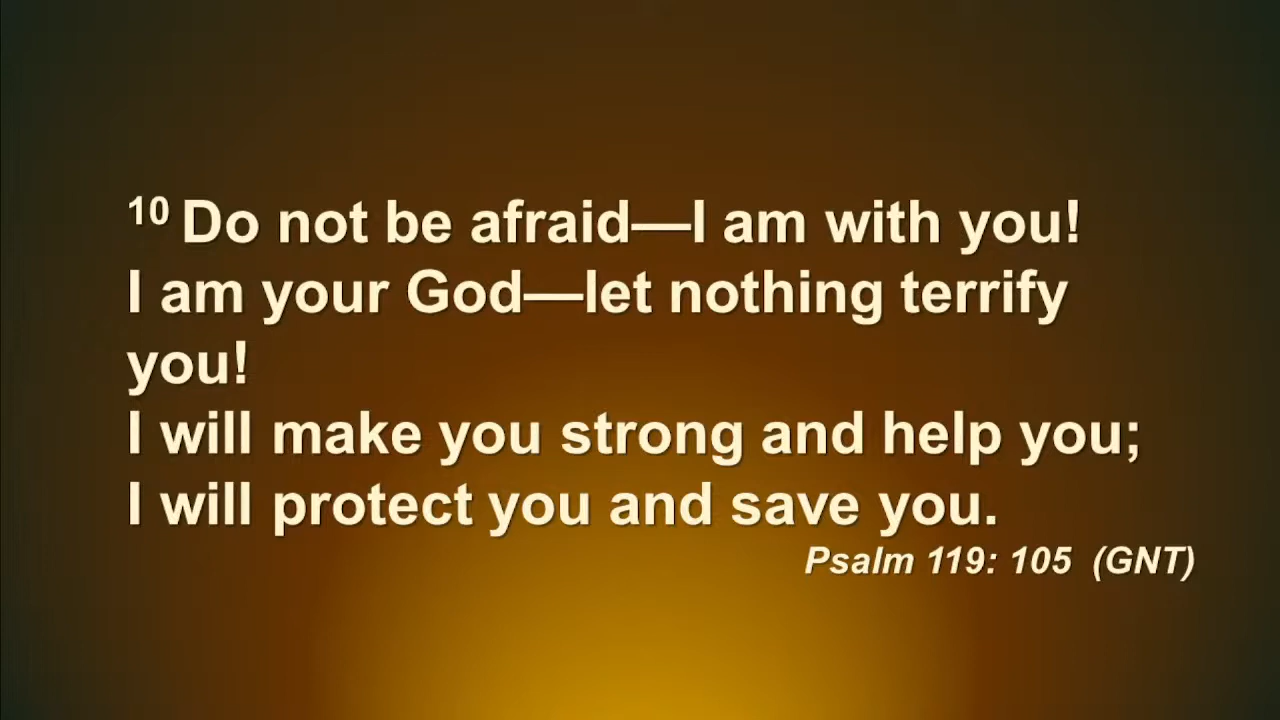 10 Do not be afraid—I am with you!
I am your God—let nothing terrify
you!
I will make you strong and help you;
I will protect you and save you.
Psalm 119: 105 (GNT)